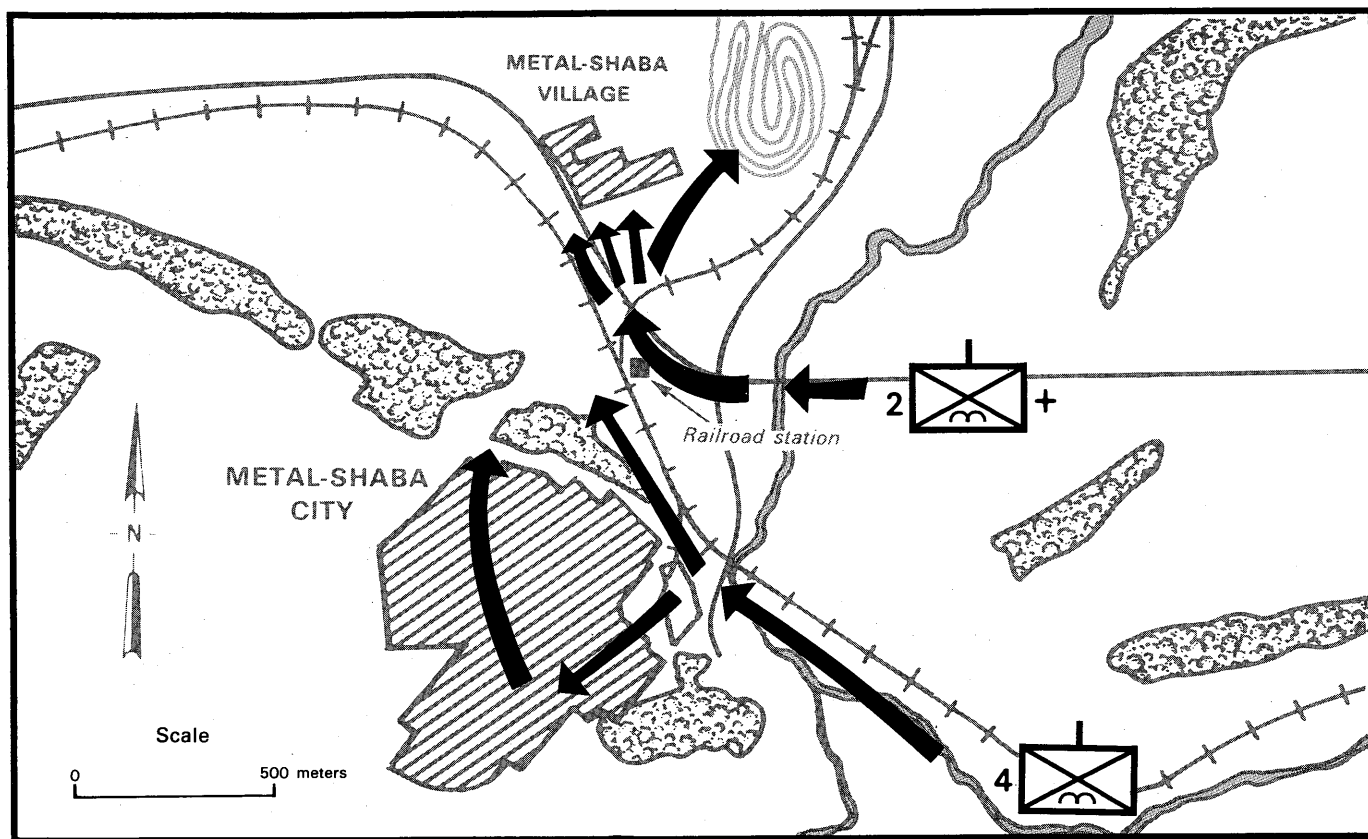 METAL-SHABA
VILLAGE
2
+
Railroad station
METAL-SHABA
CITY
N
Scale
0
500 meters
4